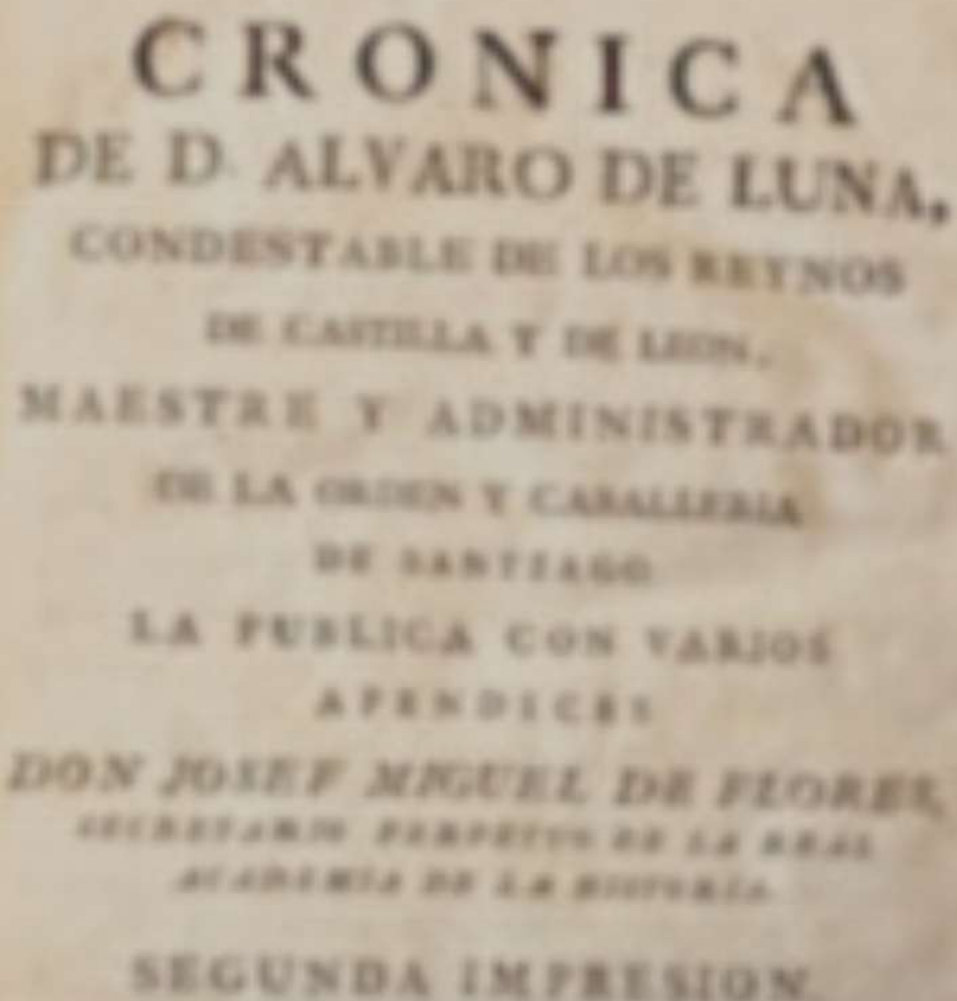 CRONICA
DE D. ALVARO DE LUNA,
CONDESTABLE DE LOS REYNOS
DE CASTILLA Y DE LEON,
MAESTRE Y ADMINISTRADOR
DE LA ORDEN Y CABALLERIA
DE SANTIAGO
LA PUBLICA CON VARIOS
APENDICES
DON JOSEF MIGUEL DE FLORES,
SECRETARIO PERPETUO DE LA REAL
ACADEMIA DE LA HISTORIA.
SEGUNDA IMPRESION.